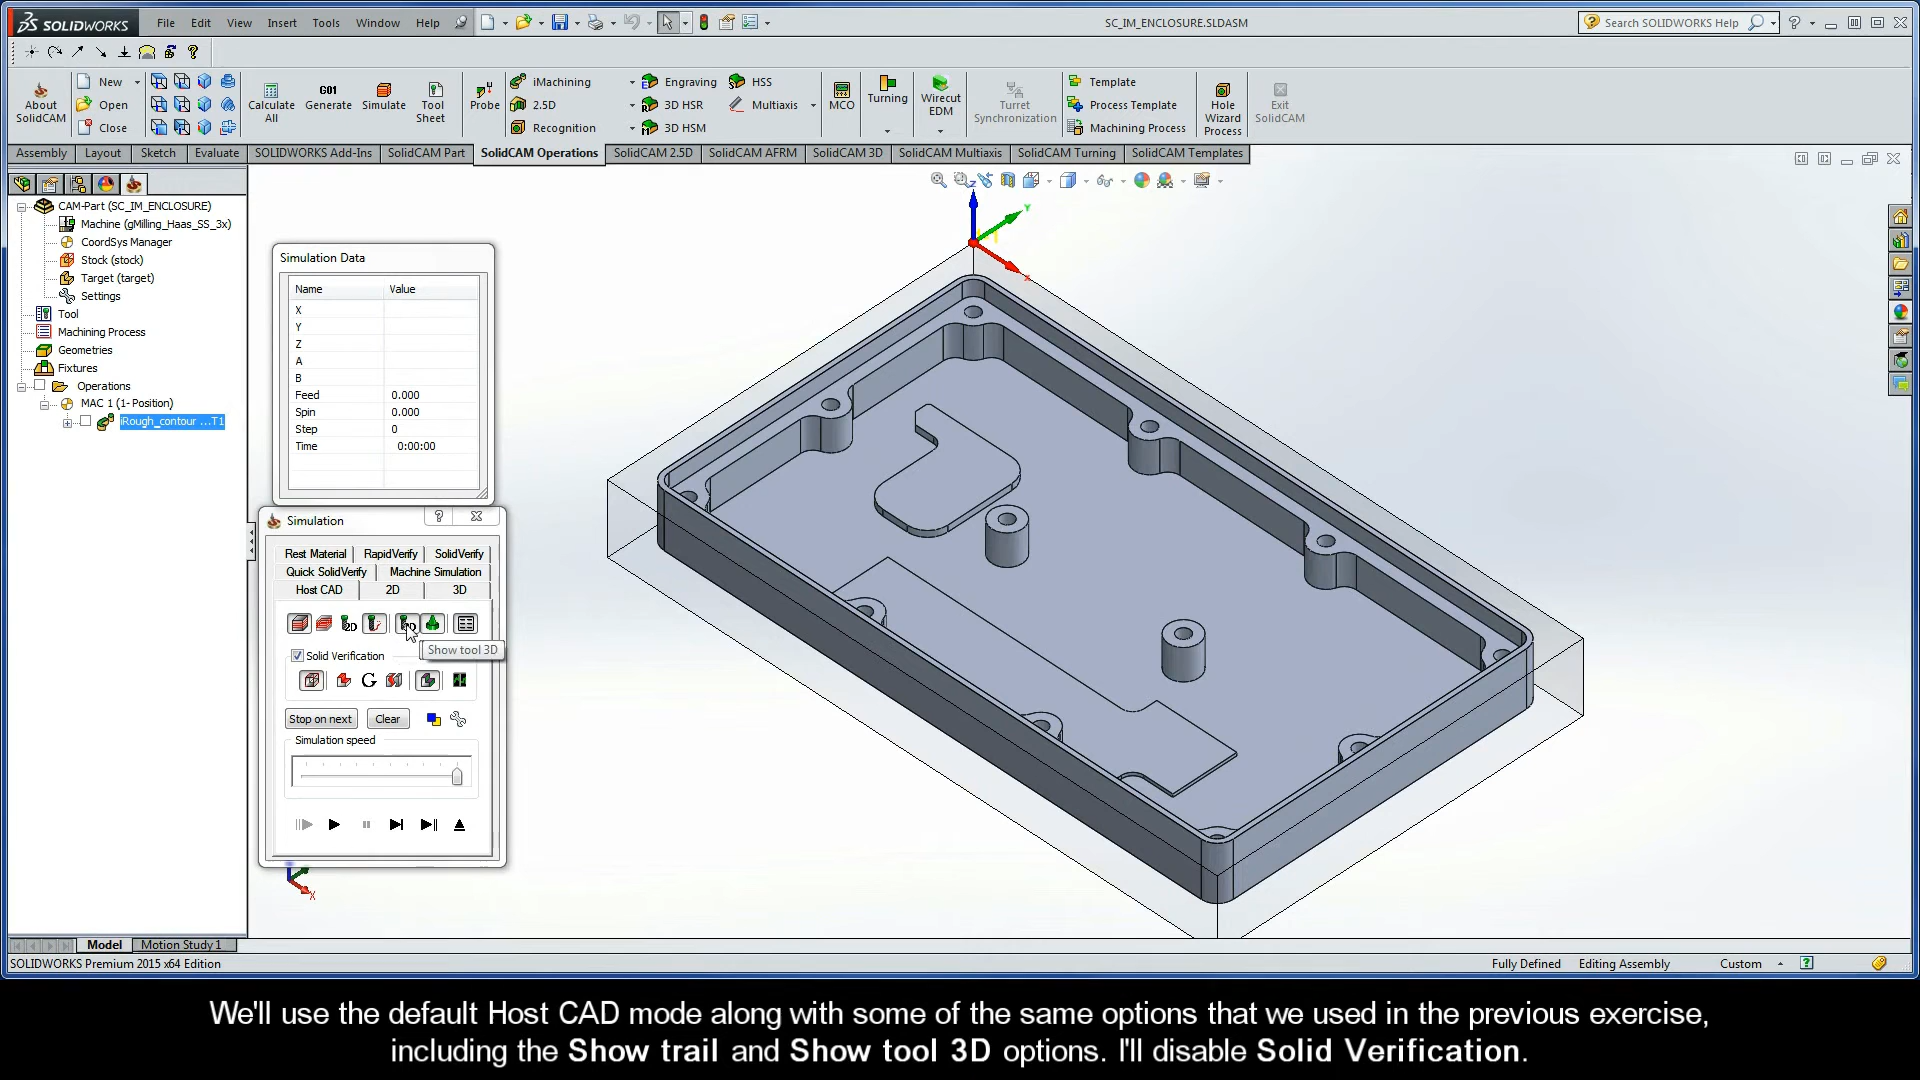 SOLIDWORKS File Edit View Insert Tools Window Help SC_IM_ENCLOSURE.SLDASM Search SOLIDWORKS Help
About SolidCAM
New
Open
Close
Calculate All
G01 Generate
Simulate
Tool Sheet
Probe
iMachining
2.5D
Recognition
Engraving
3D HSR
3D HSM
HSS
Multiaxis
MCO
Turning
Wirecut EDM
Turret Synchronization
Template
Process Template
Machining Process
Hole Wizard Process
Exit SolidCAM
Assembly Layout Sketch Evaluate SOLIDWORKS Add-Ins SolidCAM Part SolidCAM Operations SolidCAM 2.5D SolidCAM AFRM SolidCAM 3D SolidCAM Multiaxis SolidCAM Turning SolidCAM Templates
CAM-Part (SC_IM_ENCLOSURE)
Machine (gMilling_Haas_SS_3x)
CoordSys Manager
Stock (stock)
Target (target)
Settings
Tool
Machining Process
Geometries
Fixtures
Operations
MAC 1 (1- Position)
iRough_contour ...T1
Simulation Data
Name Value
X
Y
Z
A
B
Feed 0.000
Spin 0.000
Step 0
Time 0:00:00
Simulation
Rest Material RapidVerify SolidVerify
Quick SolidVerify Machine Simulation
Host CAD 2D 3D
Show tool 3D
Solid Verification
Stop on next Clear
Simulation speed
Z
Y
X
X
Model Motion Study 1
SOLIDWORKS Premium 2015 x64 Edition Fully Defined Editing Assembly Custom
We'll use the default Host CAD mode along with some of the same options that we used in the previous exercise,
including the Show trail and Show tool 3D options. I'll disable Solid Verification.